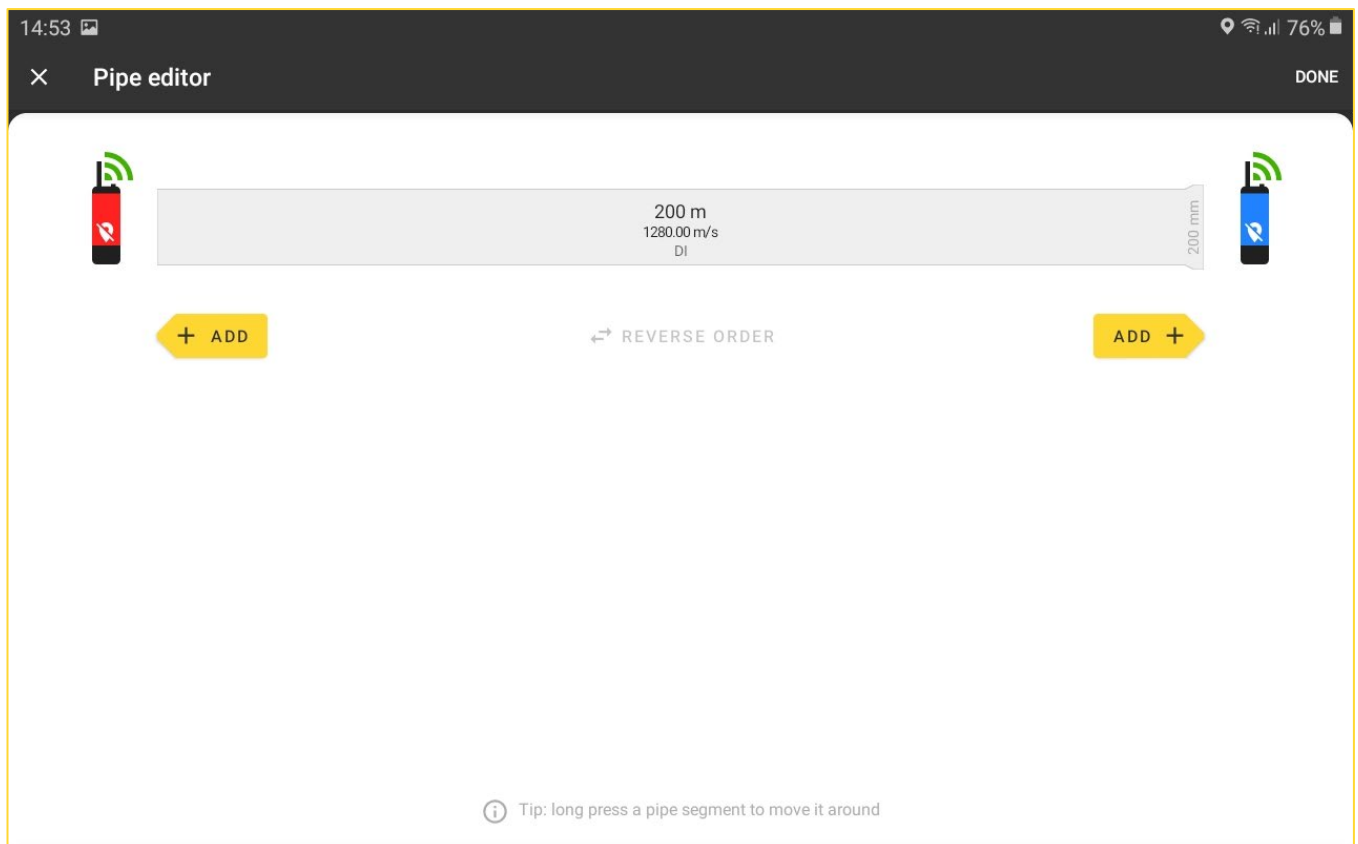 14:53 76%
Pipe editor DONE
200 m
1280.00 m/s
DI
200 mm
+ ADD REVERSE ORDER ADD +
Tip: long press a pipe segment to move it around